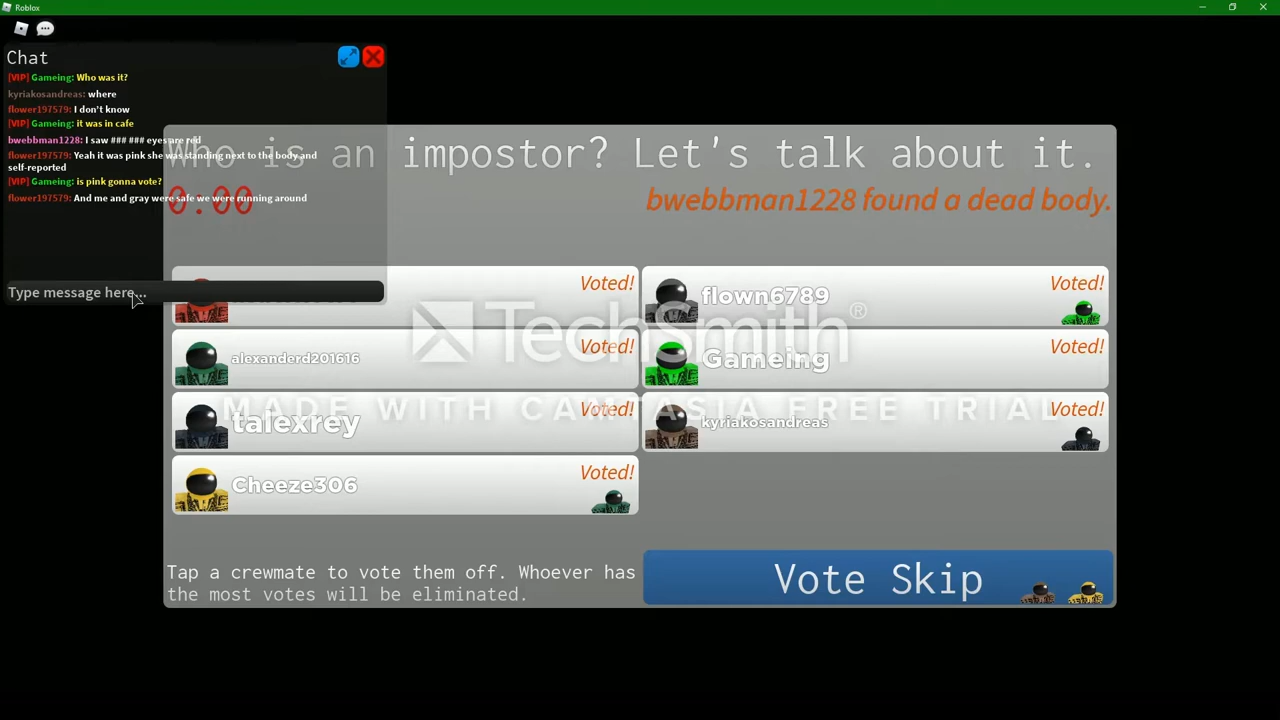 Roblox
Chat
[VIP] Gameing: Who was it?
kyriakosandreas: where
flower197579: I don't know
[VIP] Gameing: it was in cafe
bwebbman1228: I saw ### ### eyes are red
flower197579: Yeah it was pink she was standing next to the body and
self-reported
[VIP] Gameing: is pink gonna vote?
flower197579: And me and gray were safe we were running around
Type message here...
Who is an impostor? Let's talk about it.
0:00
bwebbman1228 found a dead body.
Voted!
flown6789
Voted!
alexanderd201616
Voted!
Gameing
Voted!
TechSmith®
MADE WITH CAMTASIA FREE TRIAL
talexrey
Voted!
kyriakosandreas
Voted!
Cheeze306
Voted!
Tap a crewmate to vote them off. Whoever has
the most votes will be eliminated.
Vote Skip